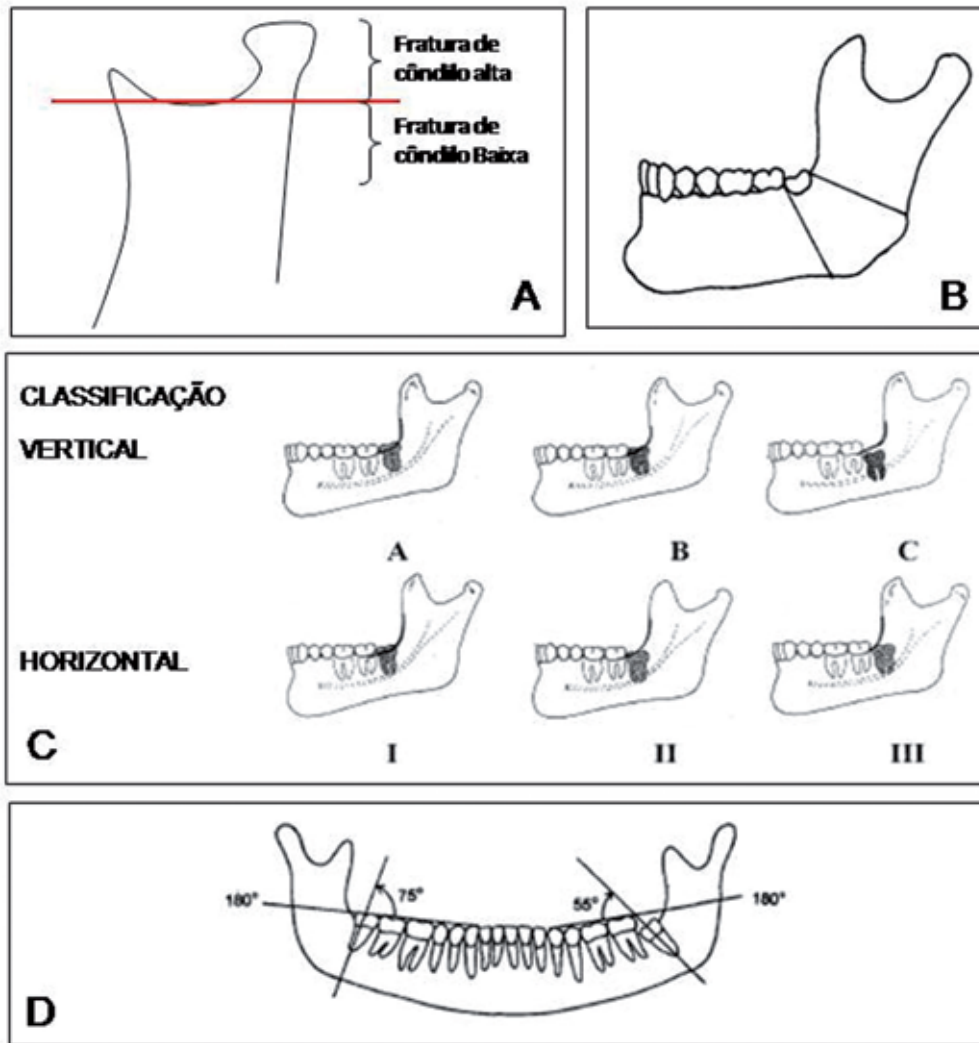 Fratura de
côndilo alta
Fratura de
côndilo Baixa
A
B
CLASSIFICAÇÃO
VERTICAL
A
B
C
HORIZONTAL
I
II
III
C
180°
75°
55°
180°
D